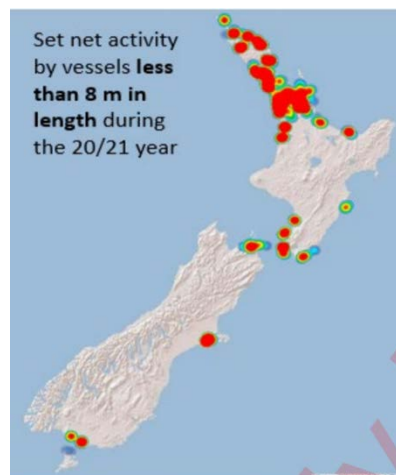 Set net activity
by vessels less
than 8 m in
length during
the 20/21 year